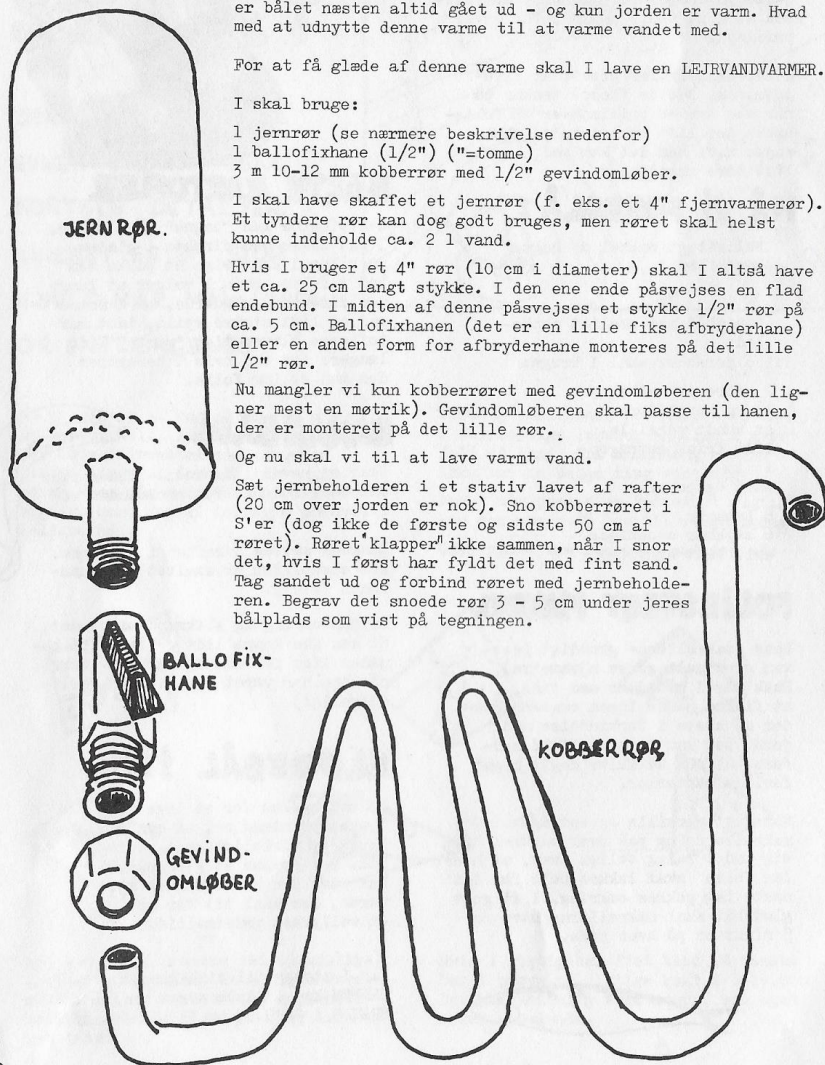 er bålet næsten altid gået ud - og kun jorden er varm. Hvad
med at udnytte denne varme til at varme vandet med.
For at få glæde af denne varme skal I lave en LEJRVANDVARMER.
I skal bruge:
1 jernrør (se nærmere beskrivelse nedenfor)
1 ballofixhane (1/2") ("=tomme)
3 m 10-12 mm kobberrør med 1/2" gevindomløber.
I skal have skaffet et jernrør (f. eks. et 4" fjernvarmerør).
Et tyndere rør kan dog godt bruges, men røret skal helst
kunne indeholde ca. 2 l vand.
Hvis I bruger et 4" rør (10 cm i diameter) skal I altså have
et ca. 25 cm langt stykke. I den ene ende påsvejses en flad
endebund. I midten af denne påsvejses et stykke 1/2" rør på
ca. 5 cm. Ballofixhanen (det er en lille fiks afbryderhane)
eller en anden form for afbryderhane monteres på det lille
1/2" rør.
Nu mangler vi kun kobberrøret med gevindomløberen (den lig-
ner mest en møtrik). Gevindomløberen skal passe til hanen,
der er monteret på det lille rør.
Og nu skal vi til at lave varmt vand.
Sæt jernbeholderen i et stativ lavet af rafter
(20 cm over jorden er nok). Sno kobberrøret i
S'er (dog ikke de første og sidste 50 cm af
røret). Røret "klapper" ikke sammen, når I snor
det, hvis I først har fyldt det med fint sand.
Tag sandet ud og forbind røret med jernbeholde-
ren. Begrav det snoede rør 3 - 5 cm under jeres
bålplads som vist på tegningen.
JERNRØR.
BALLOFIX-
HANE
KOBBERRØR
GEVIND-
OMLØBER